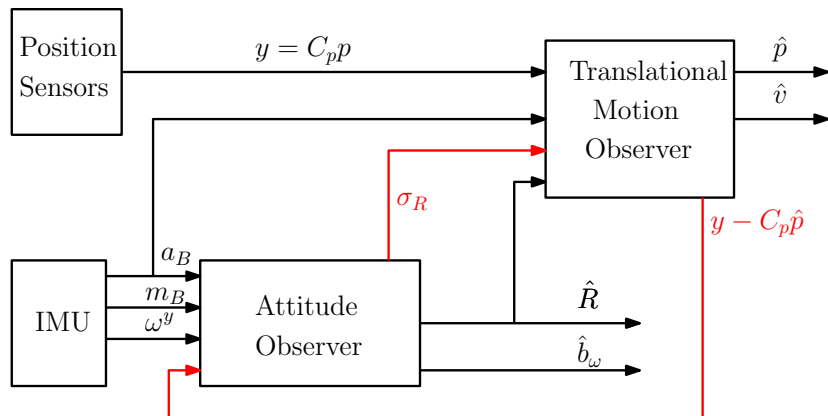 Position
Sensors
y = C_p p
Translational
Motion
Observer
p̂
v̂
σ_R
y − C_p p̂
IMU
a_B
m_B
ω^y
Attitude
Observer
R̂
b̂_ω